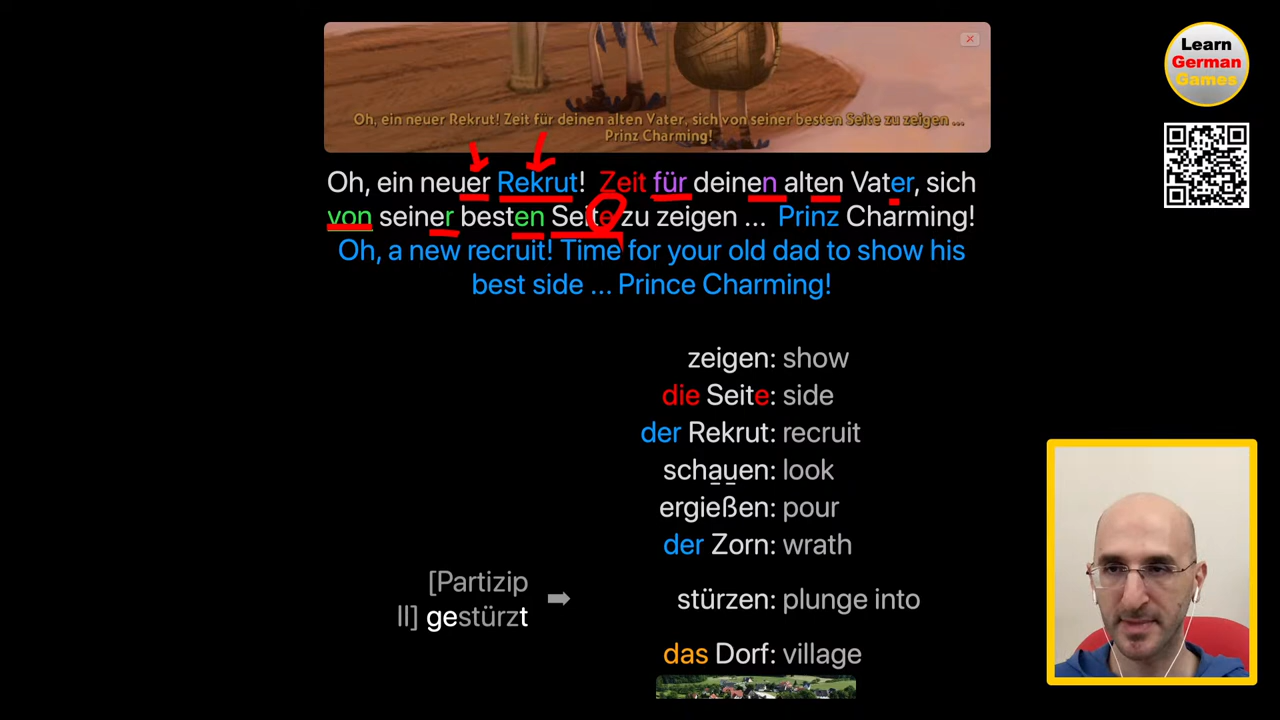 Oh, ein neuer Rekrut! Zeit für deinen alten Vater, sich von seiner besten Seite zu zeigen ...
Prinz Charming!
Oh, ein neuer Rekrut! Zeit für deinen alten Vater, sich
von seiner besten Seite zu zeigen ... Prinz Charming!
Oh, a new recruit! Time for your old dad to show his
best side ... Prince Charming!
zeigen: show
die Seite: side
der Rekrut: recruit
schauen: look
ergießen: pour
der Zorn: wrath
[Partizip
II] gestürzt ➡ stürzen: plunge into
das Dorf: village
Learn
German
Games